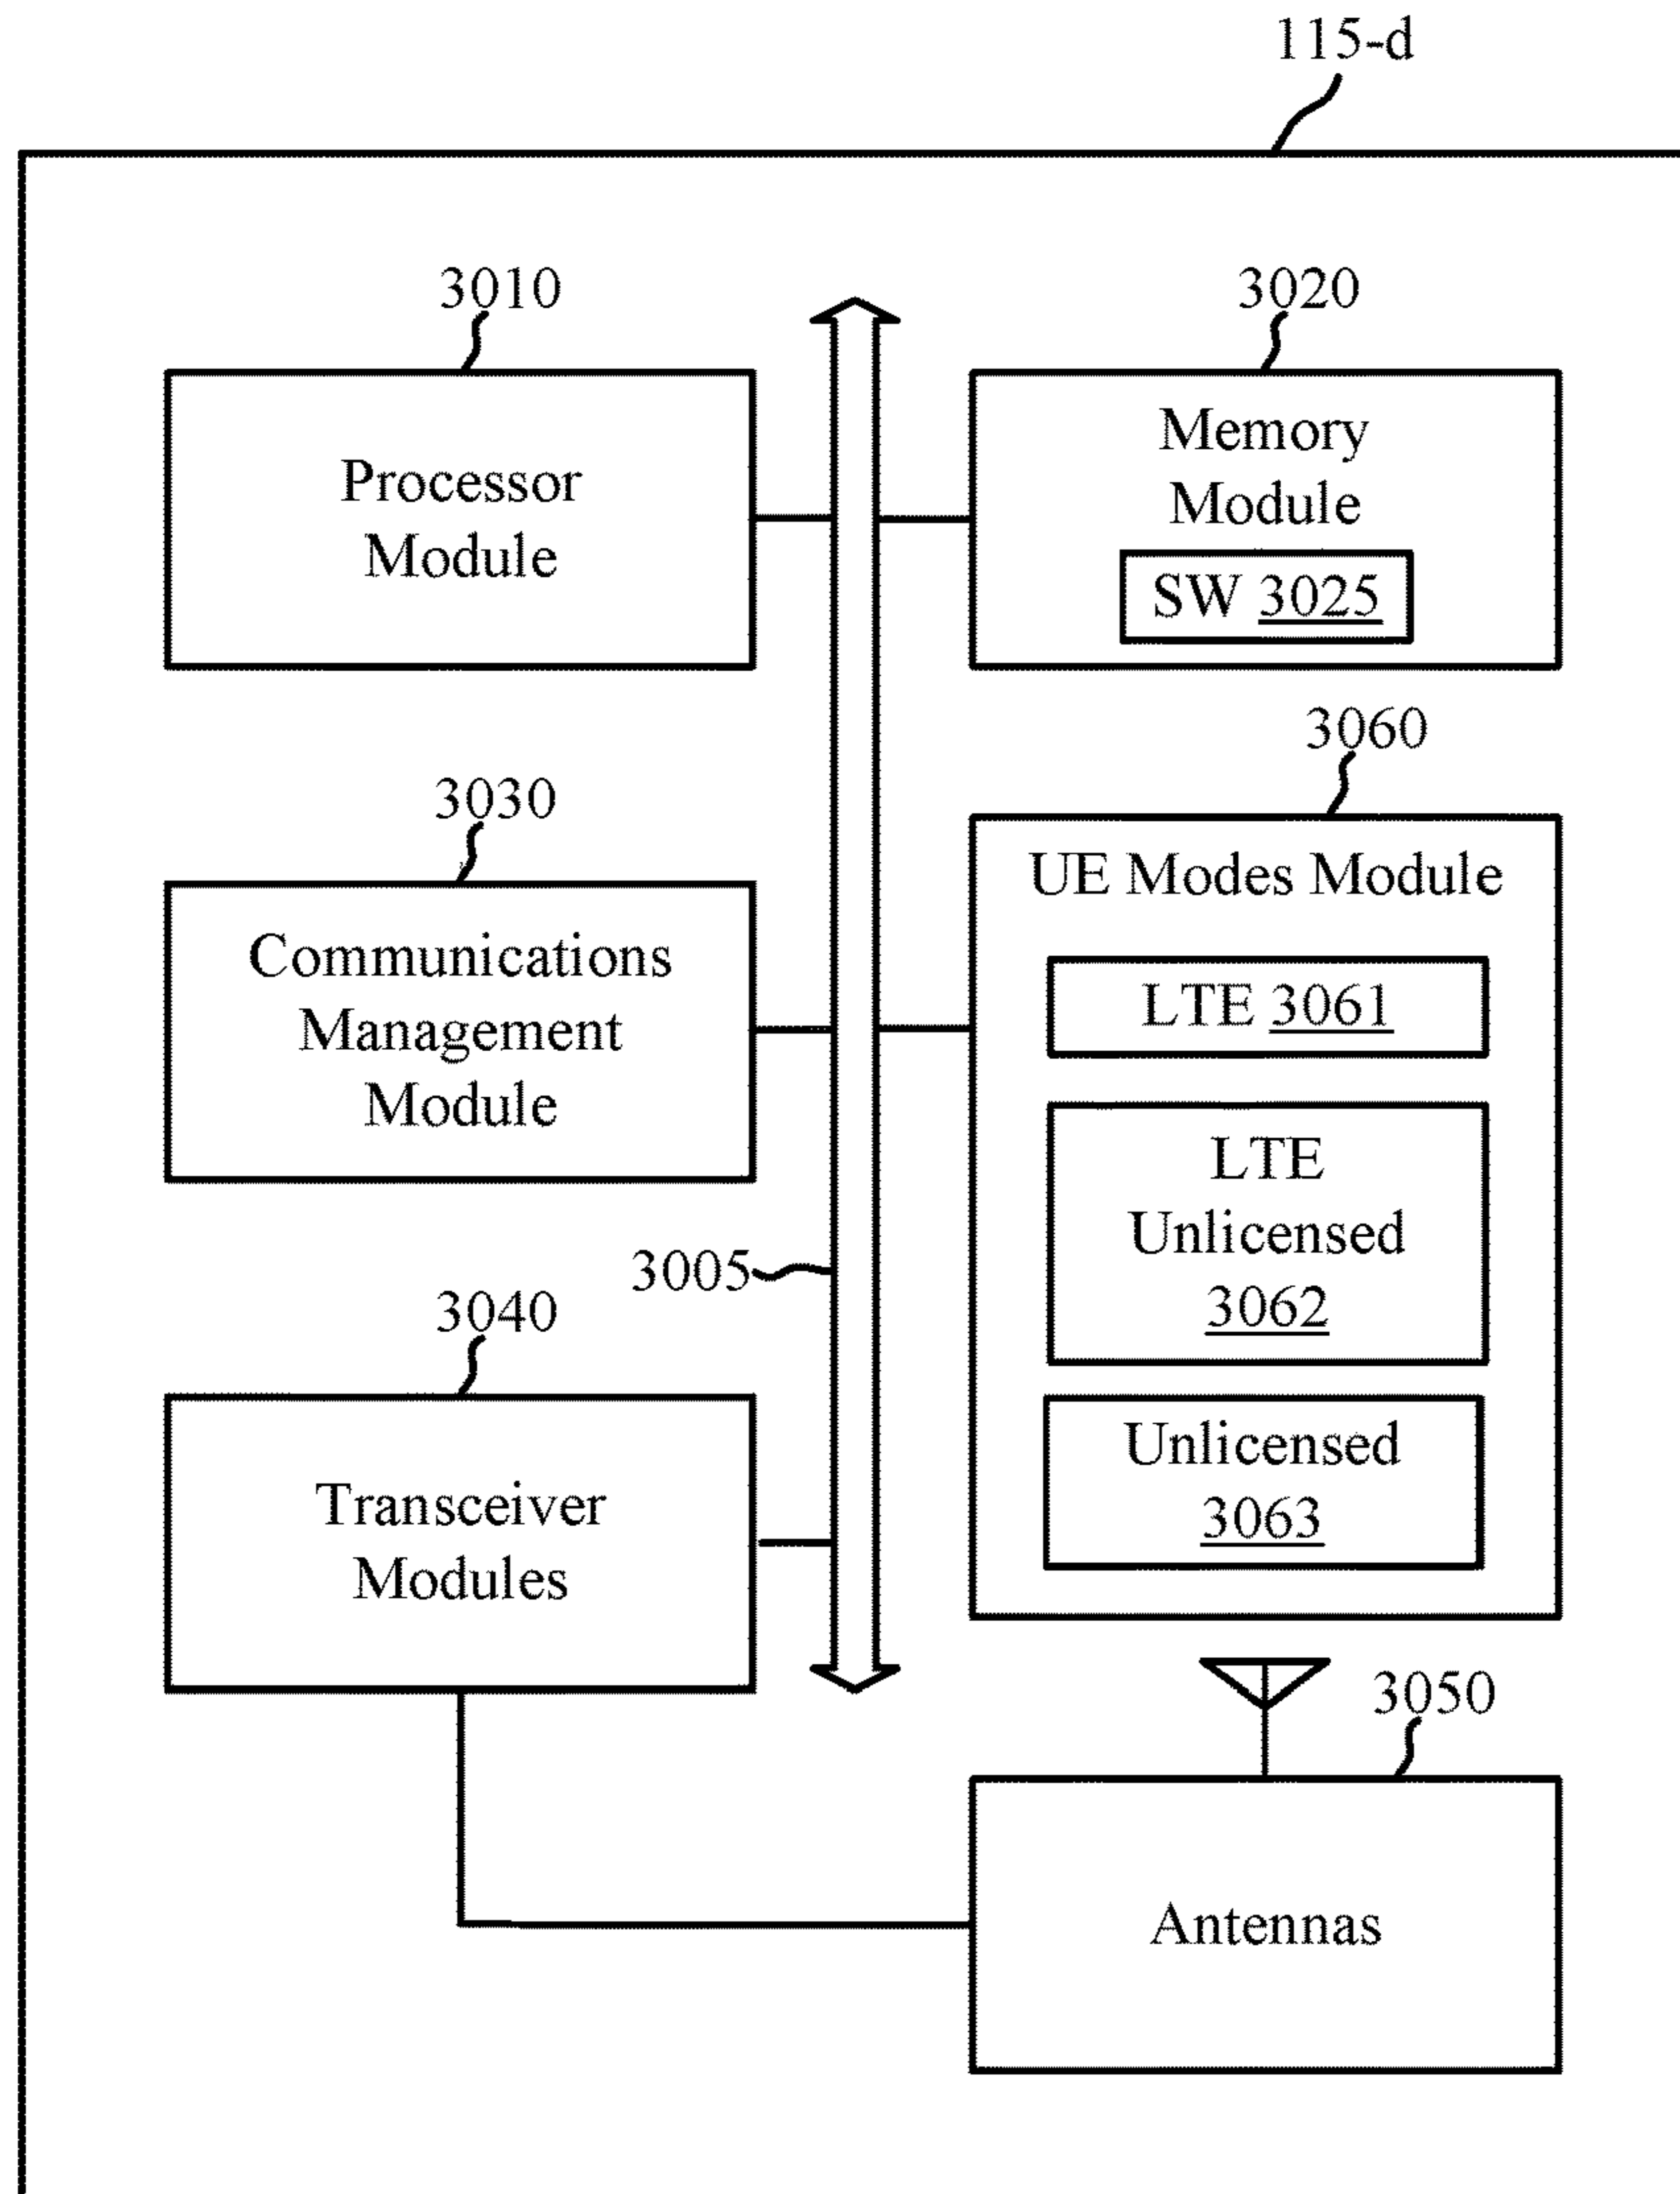 115-d
3010
3020
Processor
Module
Memory
Module
SW 3025
3030
3060
Communications
Management
Module
UE Modes Module
LTE 3061
LTE
Unlicensed
3062
3005
3040
Transceiver
Modules
Unlicensed
3063
3050
Antennas